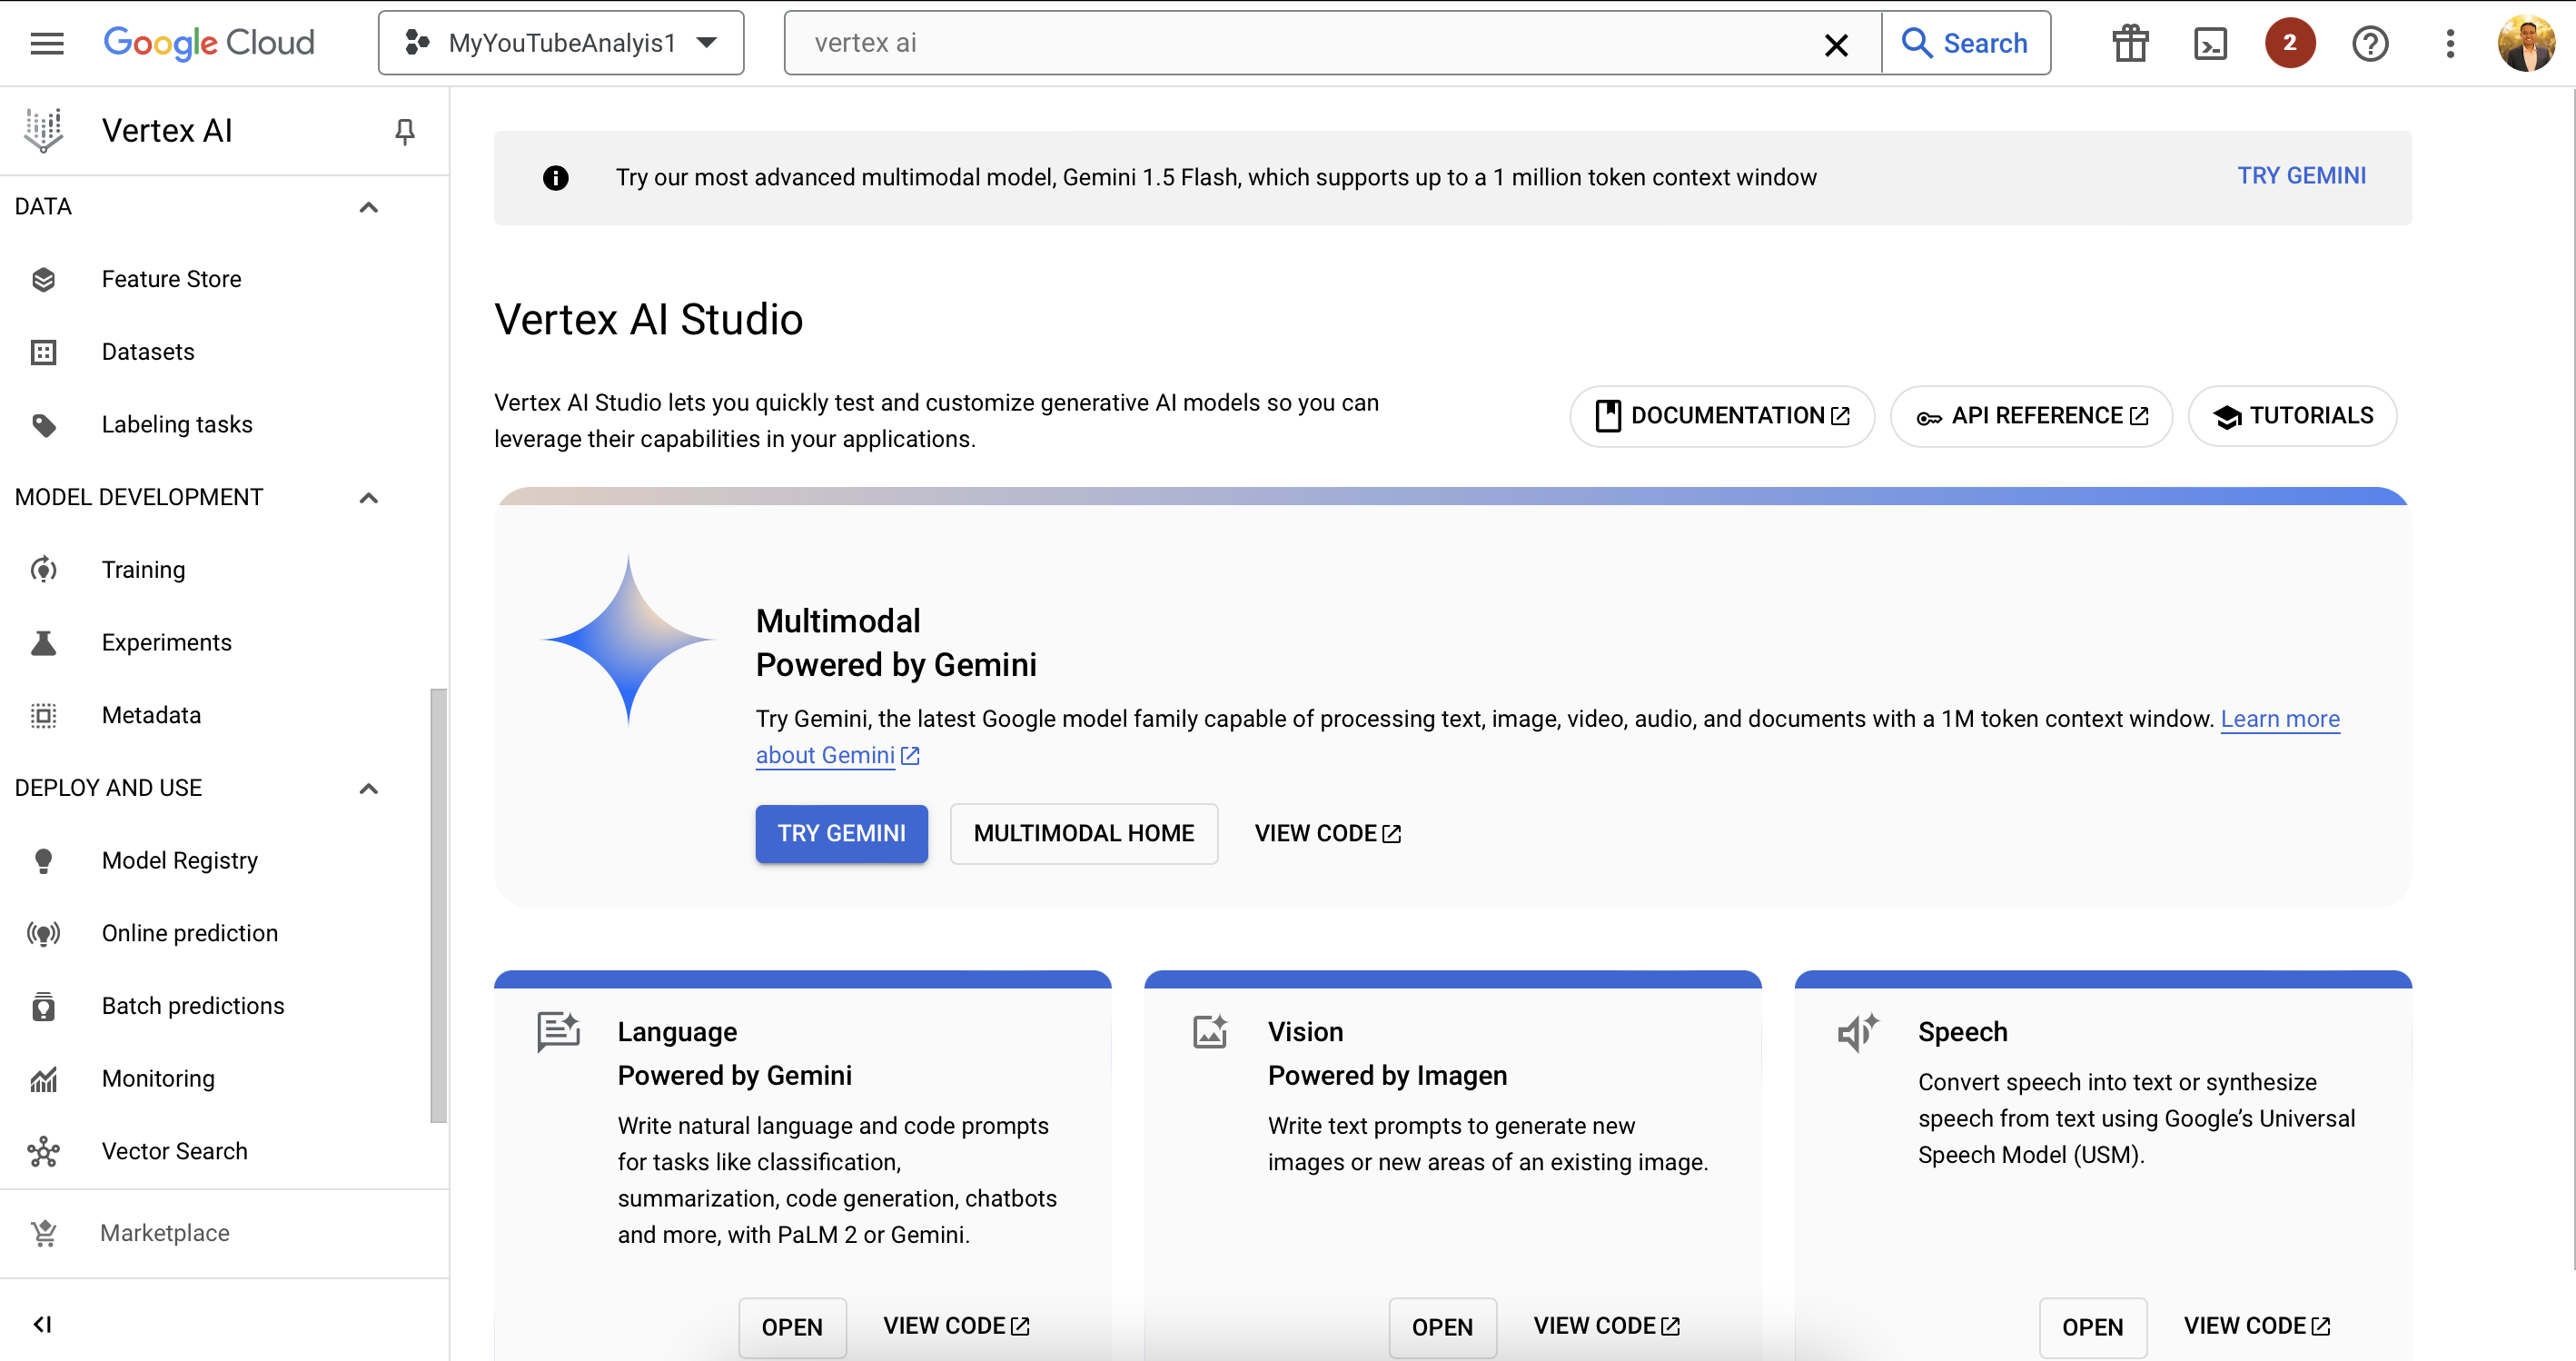 Google Cloud
MyYouTubeAnalyis1
vertex ai
Search
2
Vertex AI
DATA
Feature Store
Datasets
Labeling tasks
MODEL DEVELOPMENT
Training
Experiments
Metadata
DEPLOY AND USE
Model Registry
Online prediction
Batch predictions
Monitoring
Vector Search
Marketplace
Try our most advanced multimodal model, Gemini 1.5 Flash, which supports up to a 1 million token context window
TRY GEMINI
Vertex AI Studio
Vertex AI Studio lets you quickly test and customize generative AI models so you can
leverage their capabilities in your applications.
DOCUMENTATION
API REFERENCE
TUTORIALS
Multimodal
Powered by Gemini
Try Gemini, the latest Google model family capable of processing text, image, video, audio, and documents with a 1M token context window. Learn more
about Gemini
TRY GEMINI
MULTIMODAL HOME
VIEW CODE
Language
Powered by Gemini
Write natural language and code prompts
for tasks like classification,
summarization, code generation, chatbots
and more, with PaLM 2 or Gemini.
OPEN
VIEW CODE
Vision
Powered by Imagen
Write text prompts to generate new
images or new areas of an existing image.
OPEN
VIEW CODE
Speech
Convert speech into text or synthesize
speech from text using Google’s Universal
Speech Model (USM).
OPEN
VIEW CODE